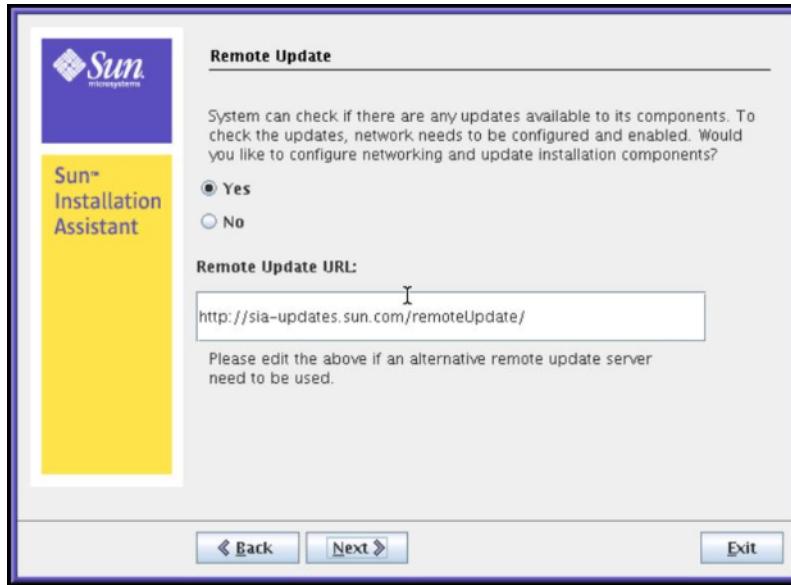 Sun
microsystems
Sun™
Installation
Assistant
Remote Update
System can check if there are any updates available to its components. To
check the updates, network needs to be configured and enabled. Would
you like to configure networking and update installation components?
Yes
No
Remote Update URL:
http://sia-updates.sun.com/remoteUpdate/
Please edit the above if an alternative remote update server
need to be used.
Back
Next
Exit